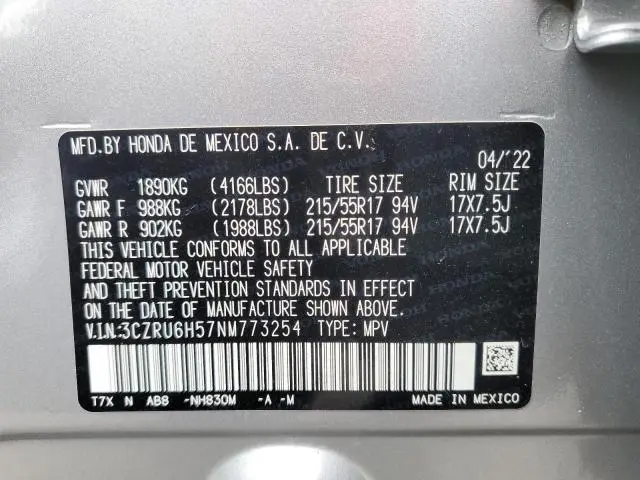 MFD.BY HONDA DE MEXICO S.A. DE C.V.
04/'22
GVWR 1890KG (4166LBS) TIRE SIZE RIM SIZE
GAWR F 988KG (2178LBS) 215/55R17 94V 17X7.5J
GAWR R 902KG (1988LBS) 215/55R17 94V 17X7.5J
THIS VEHICLE CONFORMS TO ALL APPLICABLE
FEDERAL MOTOR VEHICLE SAFETY
AND THEFT PREVENTION STANDARDS IN EFFECT
ON THE DATE OF MANUFACTURE SHOWN ABOVE.
V.I.N:3CZRU6H57NM773254 TYPE: MPV
T7X N AB8 -NH830M -A -M MADE IN MEXICO